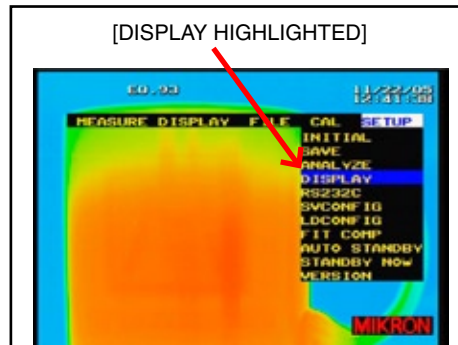 [DISPLAY HIGHLIGHTED]
E0.93 11/22/05
12:41:38
MEASURE DISPLAY FILE CAL SETUP
INITIAL
SAVE
ANALYZE
DISPLAY
RS232C
SVCONFIG
LDCONFIG
FIT COMP
AUTO STANDBY
STANDBY NOW
VERSION
MIKRON